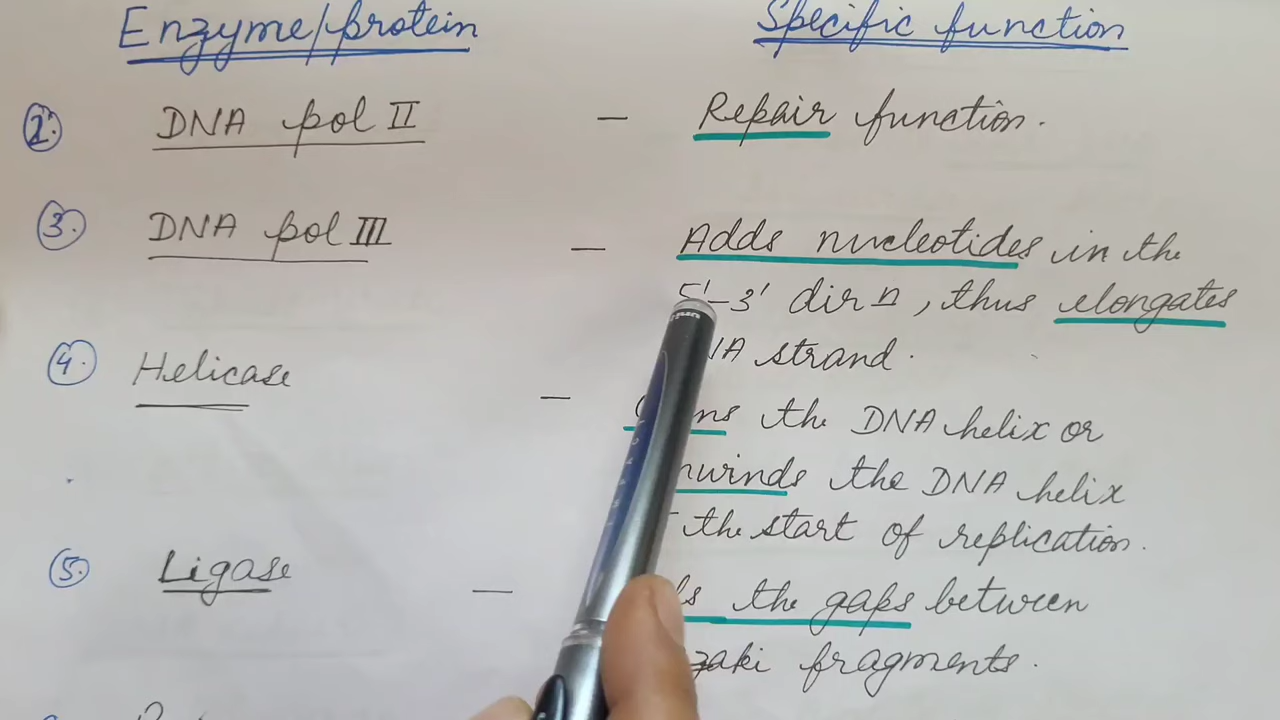 Enzyme/protein Specific function
2. DNA pol II – Repair function.
3. DNA pol III – Adds nucleotides in the
5'–3' dirn, thus elongates
strand.
4. Helicase – the DNA helix or
the DNA helix
the start of replication.
5. Ligase – the gaps between
fragments.